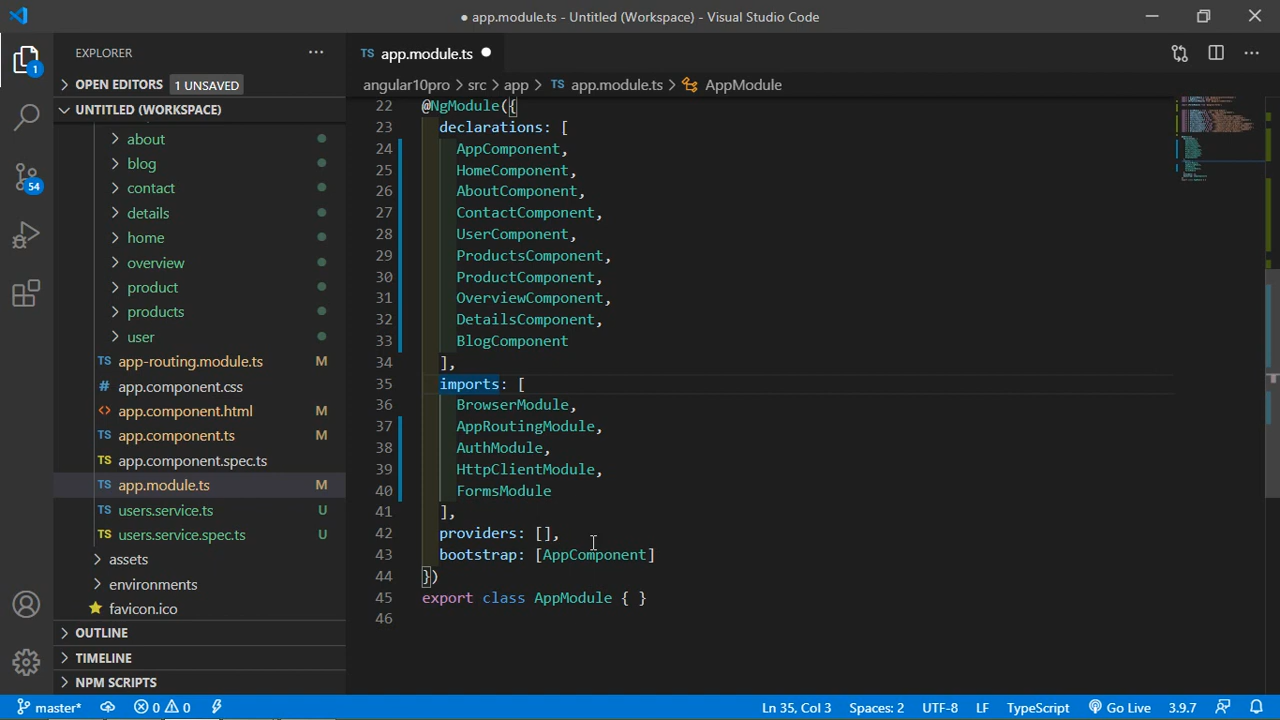 ● app.module.ts - Untitled (Workspace) - Visual Studio Code
EXPLORER
OPEN EDITORS 1 UNSAVED
UNTITLED (WORKSPACE)
about
blog
contact
details
home
overview
product
products
user
TS app-routing.module.ts M
app.component.css
<> app.component.html M
TS app.component.ts M
TS app.component.spec.ts
TS app.module.ts M
TS users.service.ts U
TS users.service.spec.ts U
assets
environments
favicon.ico
OUTLINE
TIMELINE
NPM SCRIPTS
1
54
TS app.module.ts ●
angular10pro > src > app > TS app.module.ts > AppModule
22 @NgModule({
23 declarations: [
24 AppComponent,
25 HomeComponent,
26 AboutComponent,
27 ContactComponent,
28 UserComponent,
29 ProductsComponent,
30 ProductComponent,
31 OverviewComponent,
32 DetailsComponent,
33 BlogComponent
34 ],
35 imports: [
36 BrowserModule,
37 AppRoutingModule,
38 AuthModule,
39 HttpClientModule,
40 FormsModule
41 ],
42 providers: [],
43 bootstrap: [AppComponent]
44 })
45 export class AppModule { }
46
master* 0 0 Ln 35, Col 3 Spaces: 2 UTF-8 LF TypeScript Go Live 3.9.7